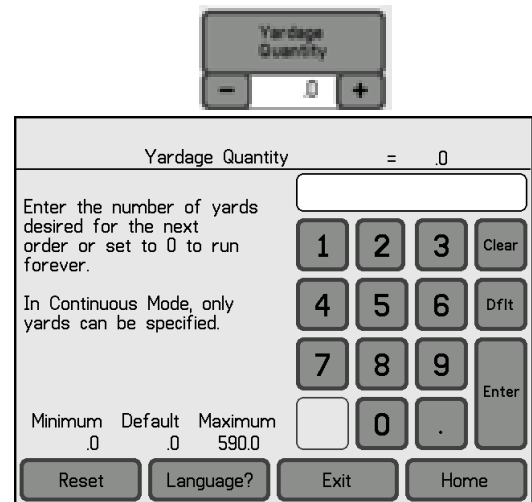 Yardage
Quantity
- .0 +
Yardage Quantity = .0
Enter the number of yards
desired for the next
order or set to 0 to run
forever.
In Continuous Mode, only
yards can be specified.
Minimum Default Maximum
.0 .0 590.0
1 2 3 Clear
4 5 6 Dflt
7 8 9 Enter
0 .
Reset Language? Exit Home